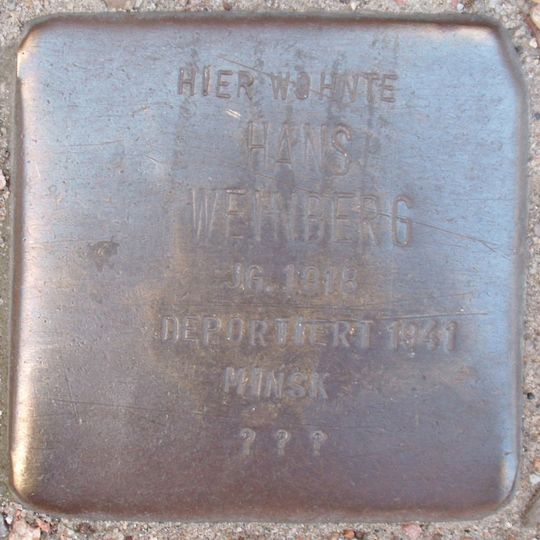 HIER WOHNTE
HANS
WEINBERG
JG. 1918
DEPORTIERT 1941
MINSK
? ? ?